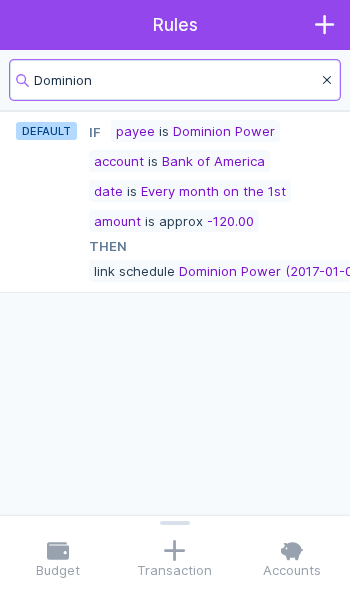 Rules
Dominion
DEFAULT IF payee is Dominion Power
account is Bank of America
date is Every month on the 1st
amount is approx -120.00
THEN
link schedule Dominion Power (2017-01-0
Budget Transaction Accounts